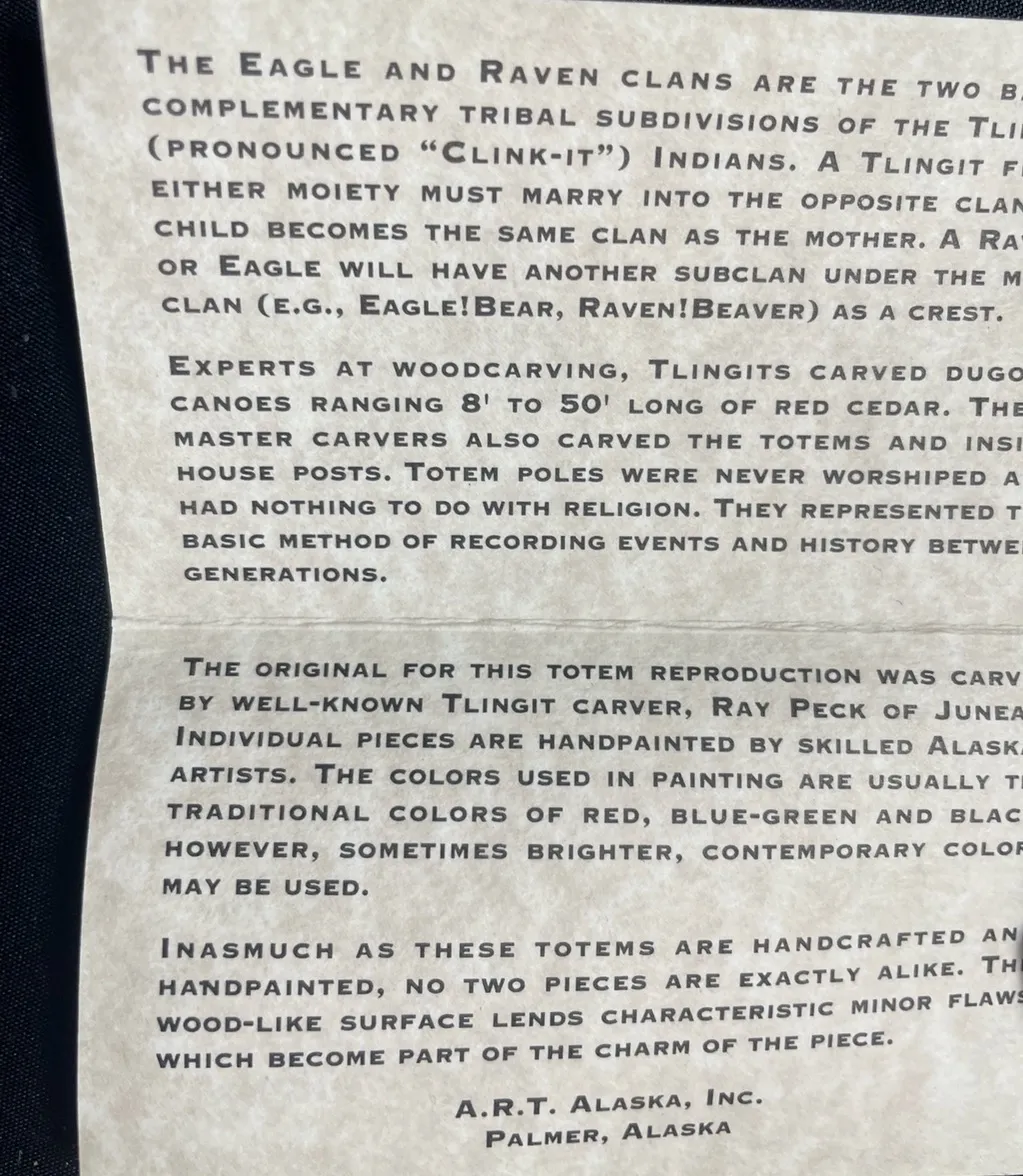 THE EAGLE AND RAVEN CLANS ARE THE TWO
COMPLEMENTARY TRIBAL SUBDIVISIONS OF THE
(PRONOUNCED “CLINK-IT”) INDIANS. A TLINGIT
EITHER MOIETY MUST MARRY INTO THE OPPOSITE CLAN
CHILD BECOMES THE SAME CLAN AS THE MOTHER. A
OR EAGLE WILL HAVE ANOTHER SUBCLAN UNDER THE
CLAN (E.G., EAGLE!BEAR, RAVEN!BEAVER) AS A CREST.
EXPERTS AT WOODCARVING, TLINGITS CARVED
CANOES RANGING 8' TO 50' LONG OF RED CEDAR.
MASTER CARVERS ALSO CARVED THE TOTEMS AND
HOUSE POSTS. TOTEM POLES WERE NEVER WORSHIPED
HAD NOTHING TO DO WITH RELIGION. THEY REPRESENTED
BASIC METHOD OF RECORDING EVENTS AND HISTORY
GENERATIONS.
THE ORIGINAL FOR THIS TOTEM REPRODUCTION WAS
BY WELL-KNOWN TLINGIT CARVER, RAY PECK OF
INDIVIDUAL PIECES ARE HANDPAINTED BY SKILLED
ARTISTS. THE COLORS USED IN PAINTING ARE USUALLY
TRADITIONAL COLORS OF RED, BLUE-GREEN AND
HOWEVER, SOMETIMES BRIGHTER, CONTEMPORARY
MAY BE USED.
INASMUCH AS THESE TOTEMS ARE HANDCRAFTED
HANDPAINTED, NO TWO PIECES ARE EXACTLY ALIKE.
WOOD-LIKE SURFACE LENDS CHARACTERISTIC MINOR FLAWS
WHICH BECOME PART OF THE CHARM OF THE PIECE.
A.R.T. ALASKA, INC.
PALMER, ALASKA